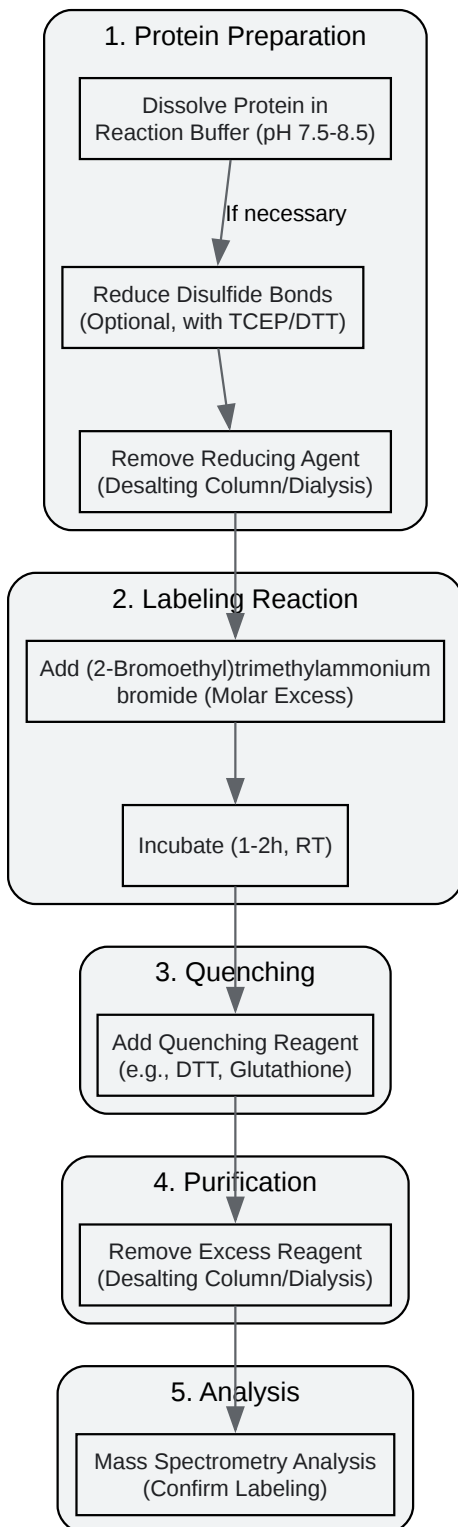 1. Protein Preparation
Dissolve Protein in
Reaction Buffer (pH 7.5-8.5)
If necessary
Reduce Disulfide Bonds
(Optional, with TCEP/DTT)
Remove Reducing Agent
(Desalting Column/Dialysis)
2. Labeling Reaction
Add (2-Bromoethyl)trimethylammonium
bromide (Molar Excess)
Incubate (1-2h, RT)
3. Quenching
Add Quenching Reagent
(e.g., DTT, Glutathione)
4. Purification
Remove Excess Reagent
(Desalting Column/Dialysis)
5. Analysis
Mass Spectrometry Analysis
(Confirm Labeling)